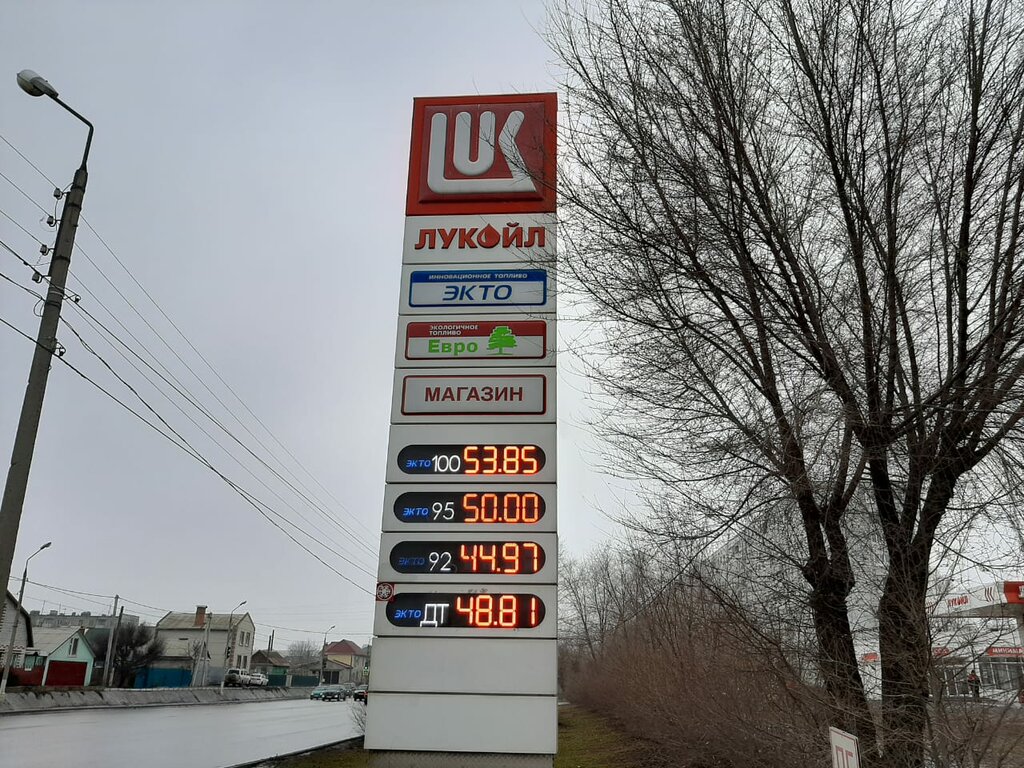 LUK
ЛУКОЙЛ
ИННОВАЦИОННОЕ ТОПЛИВО
ЭКТО
ЭКОЛОГИЧНОЕ
ТОПЛИВО
Евро
МАГАЗИН
ЭКТО 100 53.85
ЭКТО 95 50.00
ЭКТО 92 44.97
ЭКТО ДТ 48.81
ЛУКОЙЛ